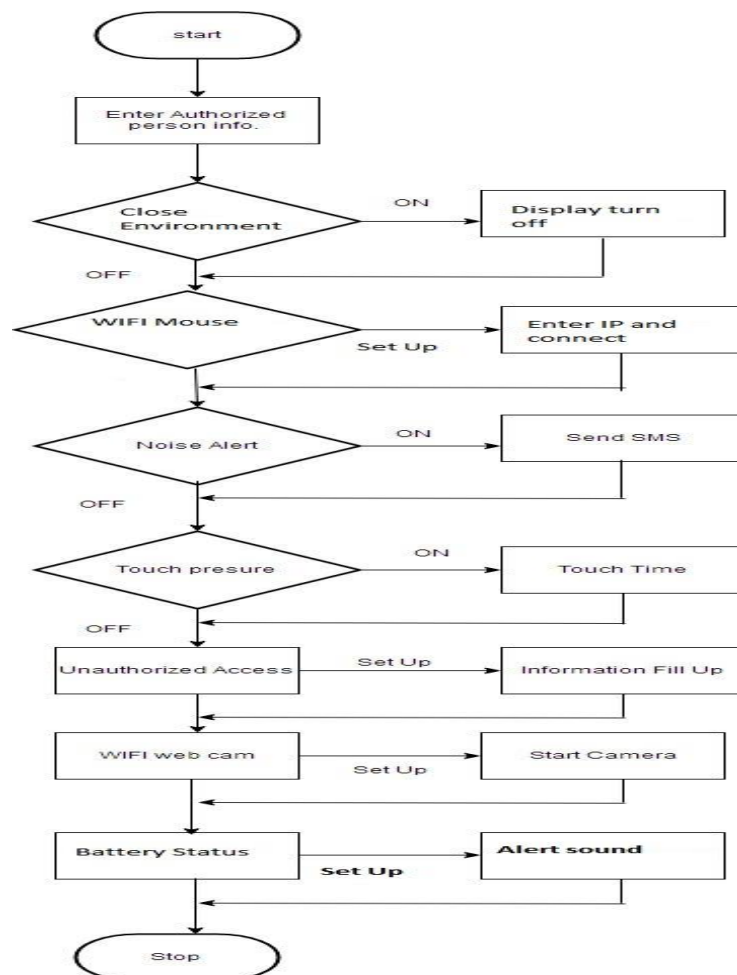 start
Enter Authorized
person info.
Close
Environment
ON
Display turn
off
OFF
WIFI Mouse
Set Up
Enter IP and
connect
Noise Alert
ON
Send SMS
OFF
Touch presure
ON
Touch Time
OFF
Unauthorized Access
Set Up
Information Fill Up
WIFI web cam
Set Up
Start Camera
Battery Status
Set Up
Alert sound
Stop